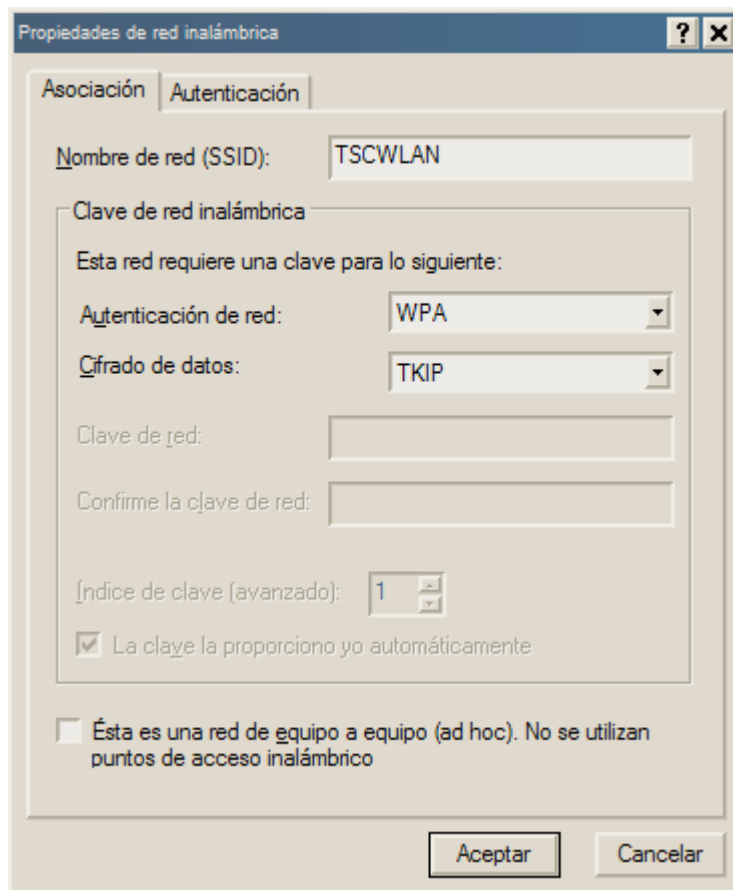 Propiedades de red inalámbrica
Asociación
Autenticación
Nombre de red (SSID):
TSCWLAN
Clave de red inalámbrica
Esta red requiere una clave para lo siguiente:
Autenticación de red:
WPA
Cifrado de datos:
TKIP
Clave de red:
Confirme la clave de red:
Índice de clave (avanzado):
1
La clave la proporciono yo automáticamente
Ésta es una red de equipo a equipo (ad hoc). No se utilizan
puntos de acceso inalámbrico
Aceptar
Cancelar